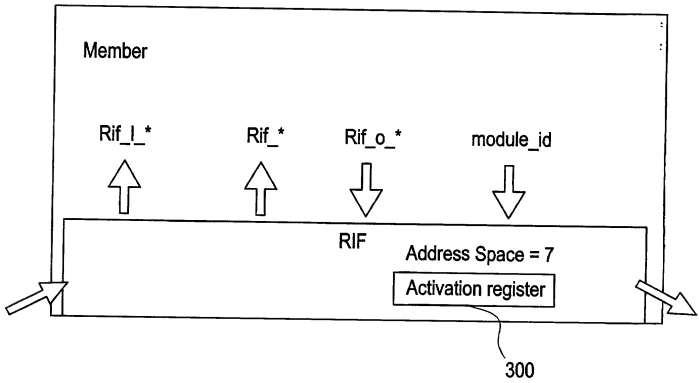 Member
Rif_I_*
Rif_*
Rif_o_*
module_id
RIF
Address Space = 7
Activation register
300